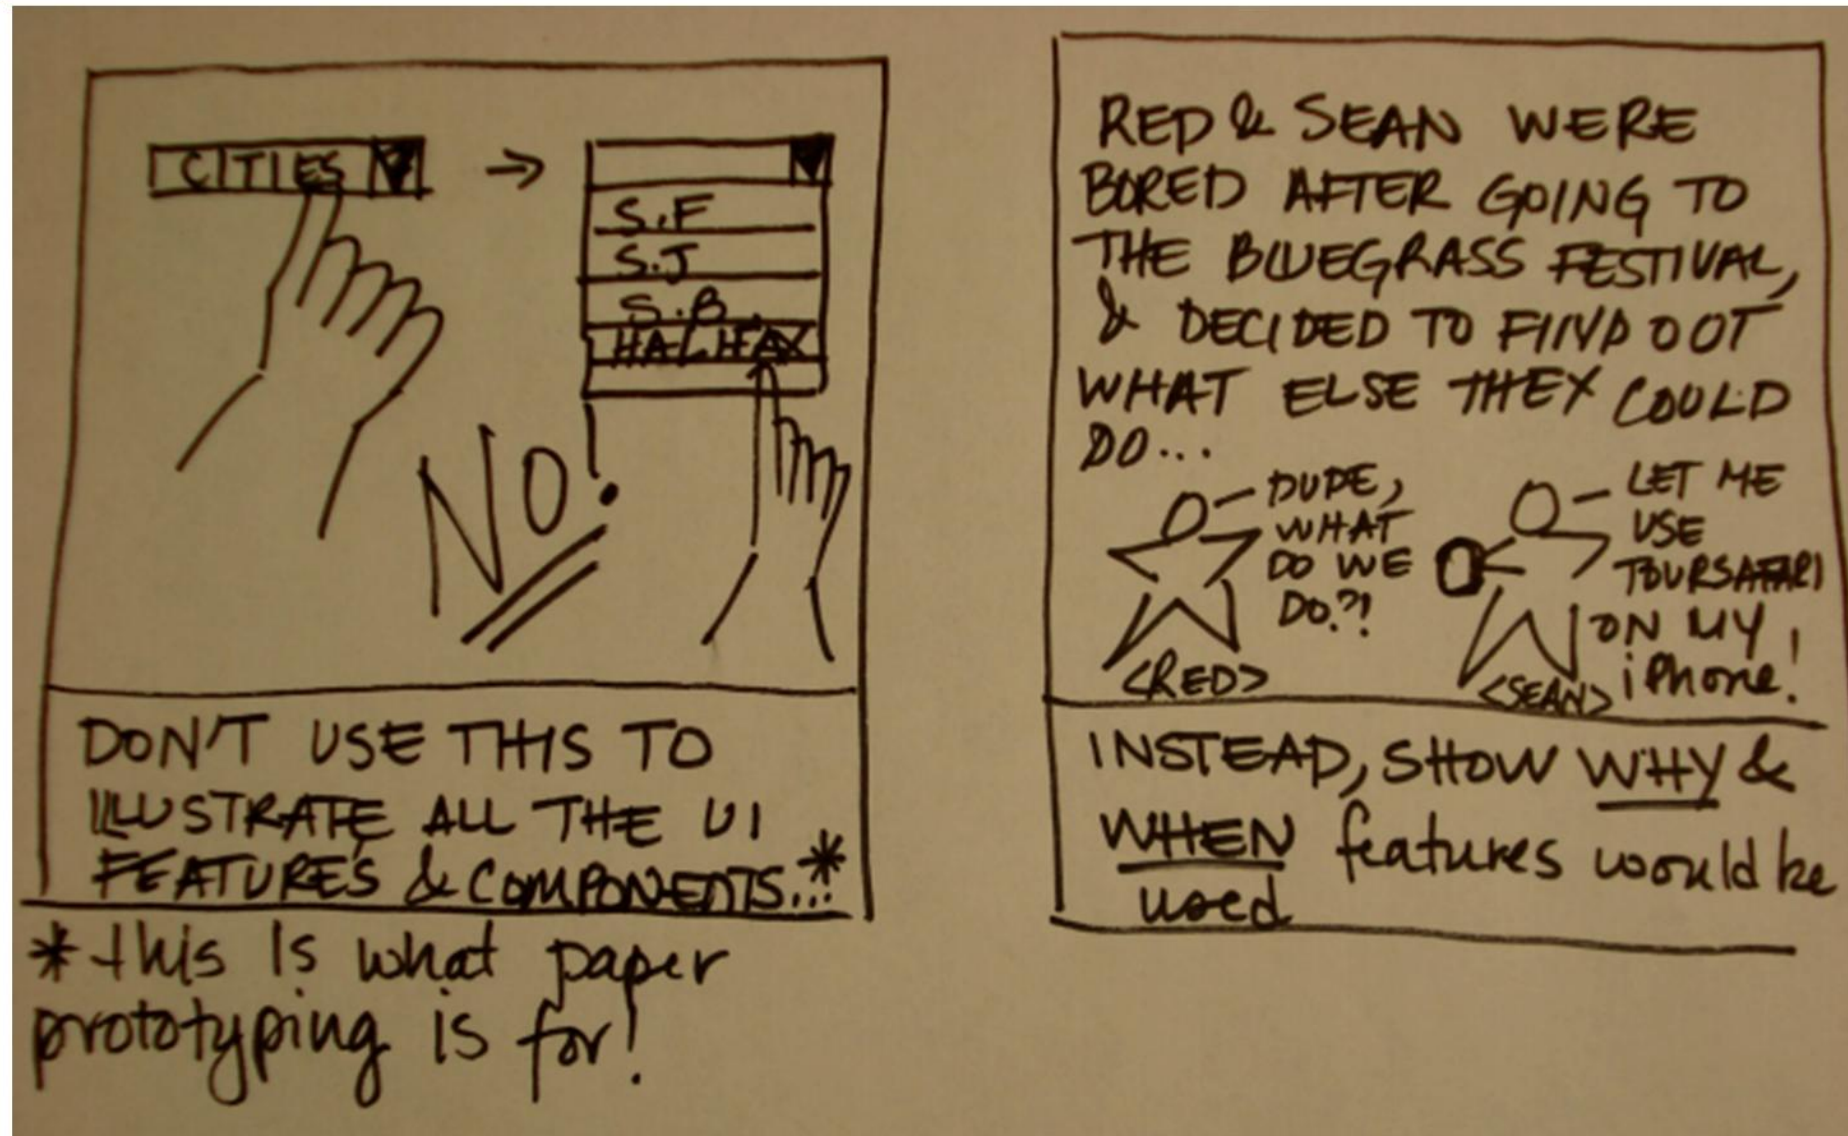 CITIES
S.F
S.J
S.B.
HALIFAX
NO!
DON'T USE THIS TO
ILLUSTRATE ALL THE UI
FEATURES & COMPONENTS...*
*this is what paper
prototyping is for!
RED & SEAN WERE
BORED AFTER GOING TO
THE BLUEGRASS FESTIVAL,
& DECIDED TO FIND OUT
WHAT ELSE THEY COULD
DO...
DUDE,
WHAT
DO WE
DO?!
<RED>
LET ME
USE
TOURSAFARI
ON MY
iPhone!
<SEAN>
INSTEAD, SHOW WHY &
WHEN features would be
used